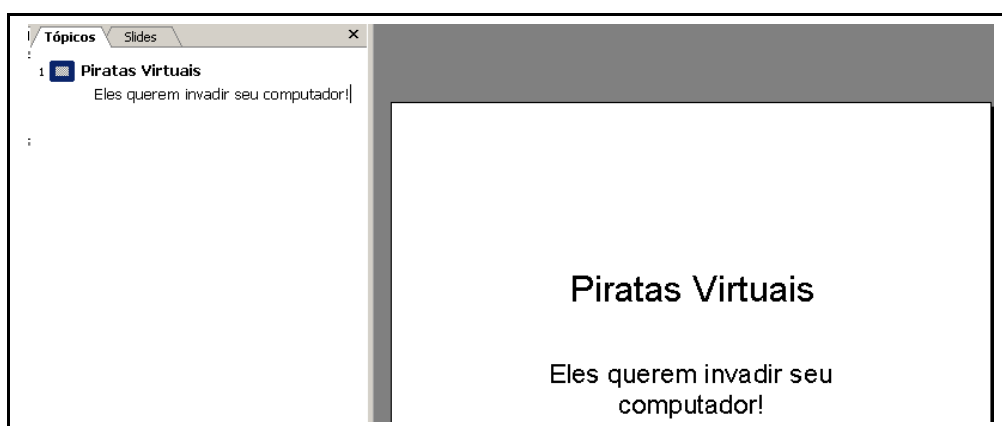 Tópicos Slides ×
1 Piratas Virtuais
Eles querem invadir seu computador!
Piratas Virtuais
Eles querem invadir seu
computador!